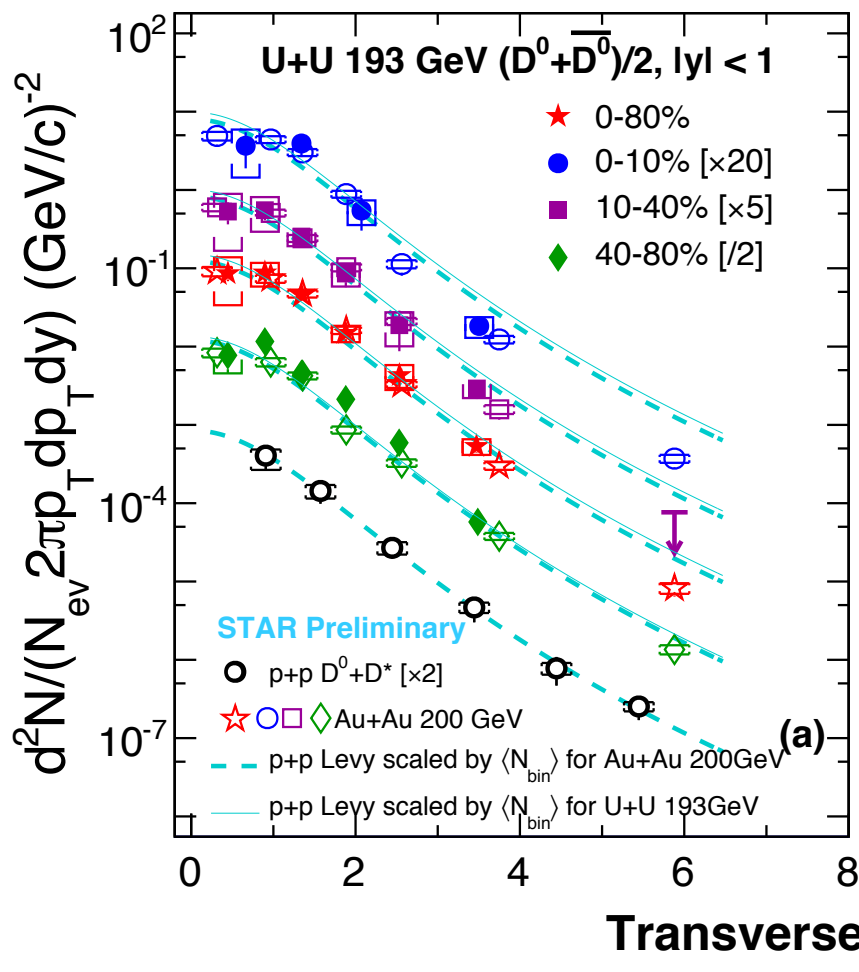 U+U 193 GeV (D⁰+D̅⁰)/2, |y| < 1
0-80%
0-10% [×20]
10-40% [×5]
40-80% [/2]
d²N/(N_ev 2πp_T dp_T dy) (GeV/c)⁻²
10²
10⁻¹
10⁻⁴
10⁻⁷
STAR Preliminary
p+p D⁰+D* [×2]
Au+Au 200 GeV
(a)
p+p Levy scaled by ⟨N_bin⟩ for Au+Au 200GeV
p+p Levy scaled by ⟨N_bin⟩ for U+U 193GeV
0 2 4 6 8
Transverse